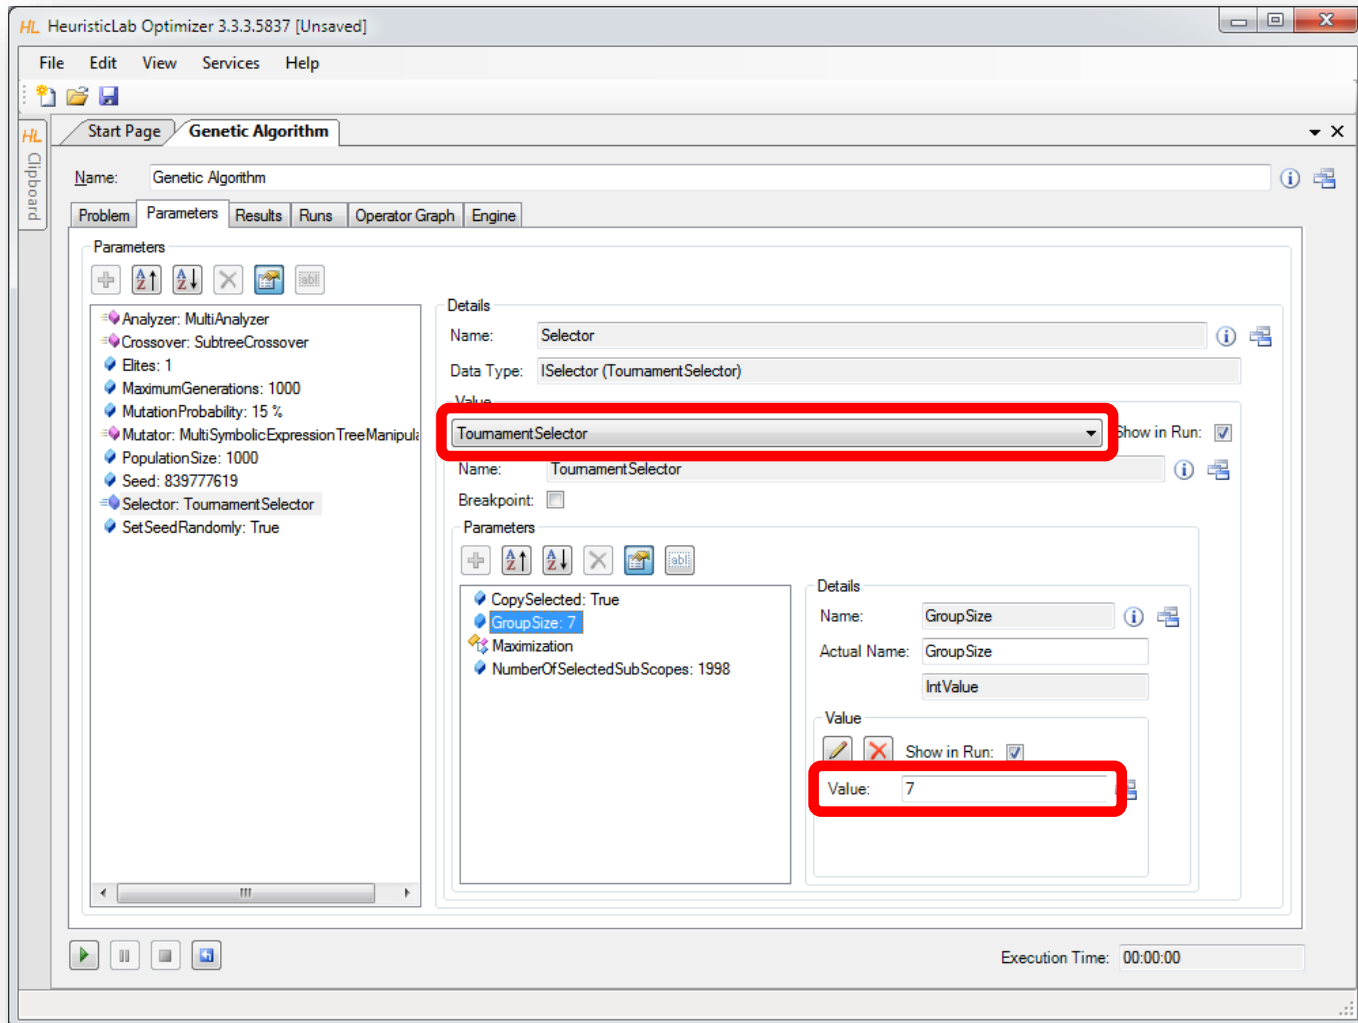 HL HeuristicLab Optimizer 3.3.3.5837 [Unsaved]
File Edit View Services Help
HL Clipboard
Start Page Genetic Algorithm
Name: Genetic Algorithm
Problem Parameters Results Runs Operator Graph Engine
Parameters
Analyzer: MultiAnalyzer
Crossover: SubtreeCrossover
Elites: 1
MaximumGenerations: 1000
MutationProbability: 15 %
Mutator: MultiSymbolicExpressionTreeManipula
PopulationSize: 1000
Seed: 839777619
Selector: TournamentSelector
SetSeedRandomly: True
Details
Name: Selector
Data Type: ISelector (TournamentSelector)
Value
TournamentSelector Show in Run:
Name: TournamentSelector
Breakpoint:
Parameters
CopySelected: True
GroupSize: 7
Maximization
NumberOfSelectedSubScopes: 1998
Details
Name: GroupSize
Actual Name: GroupSize
IntValue
Value
Show in Run:
Value: 7
Execution Time: 00:00:00